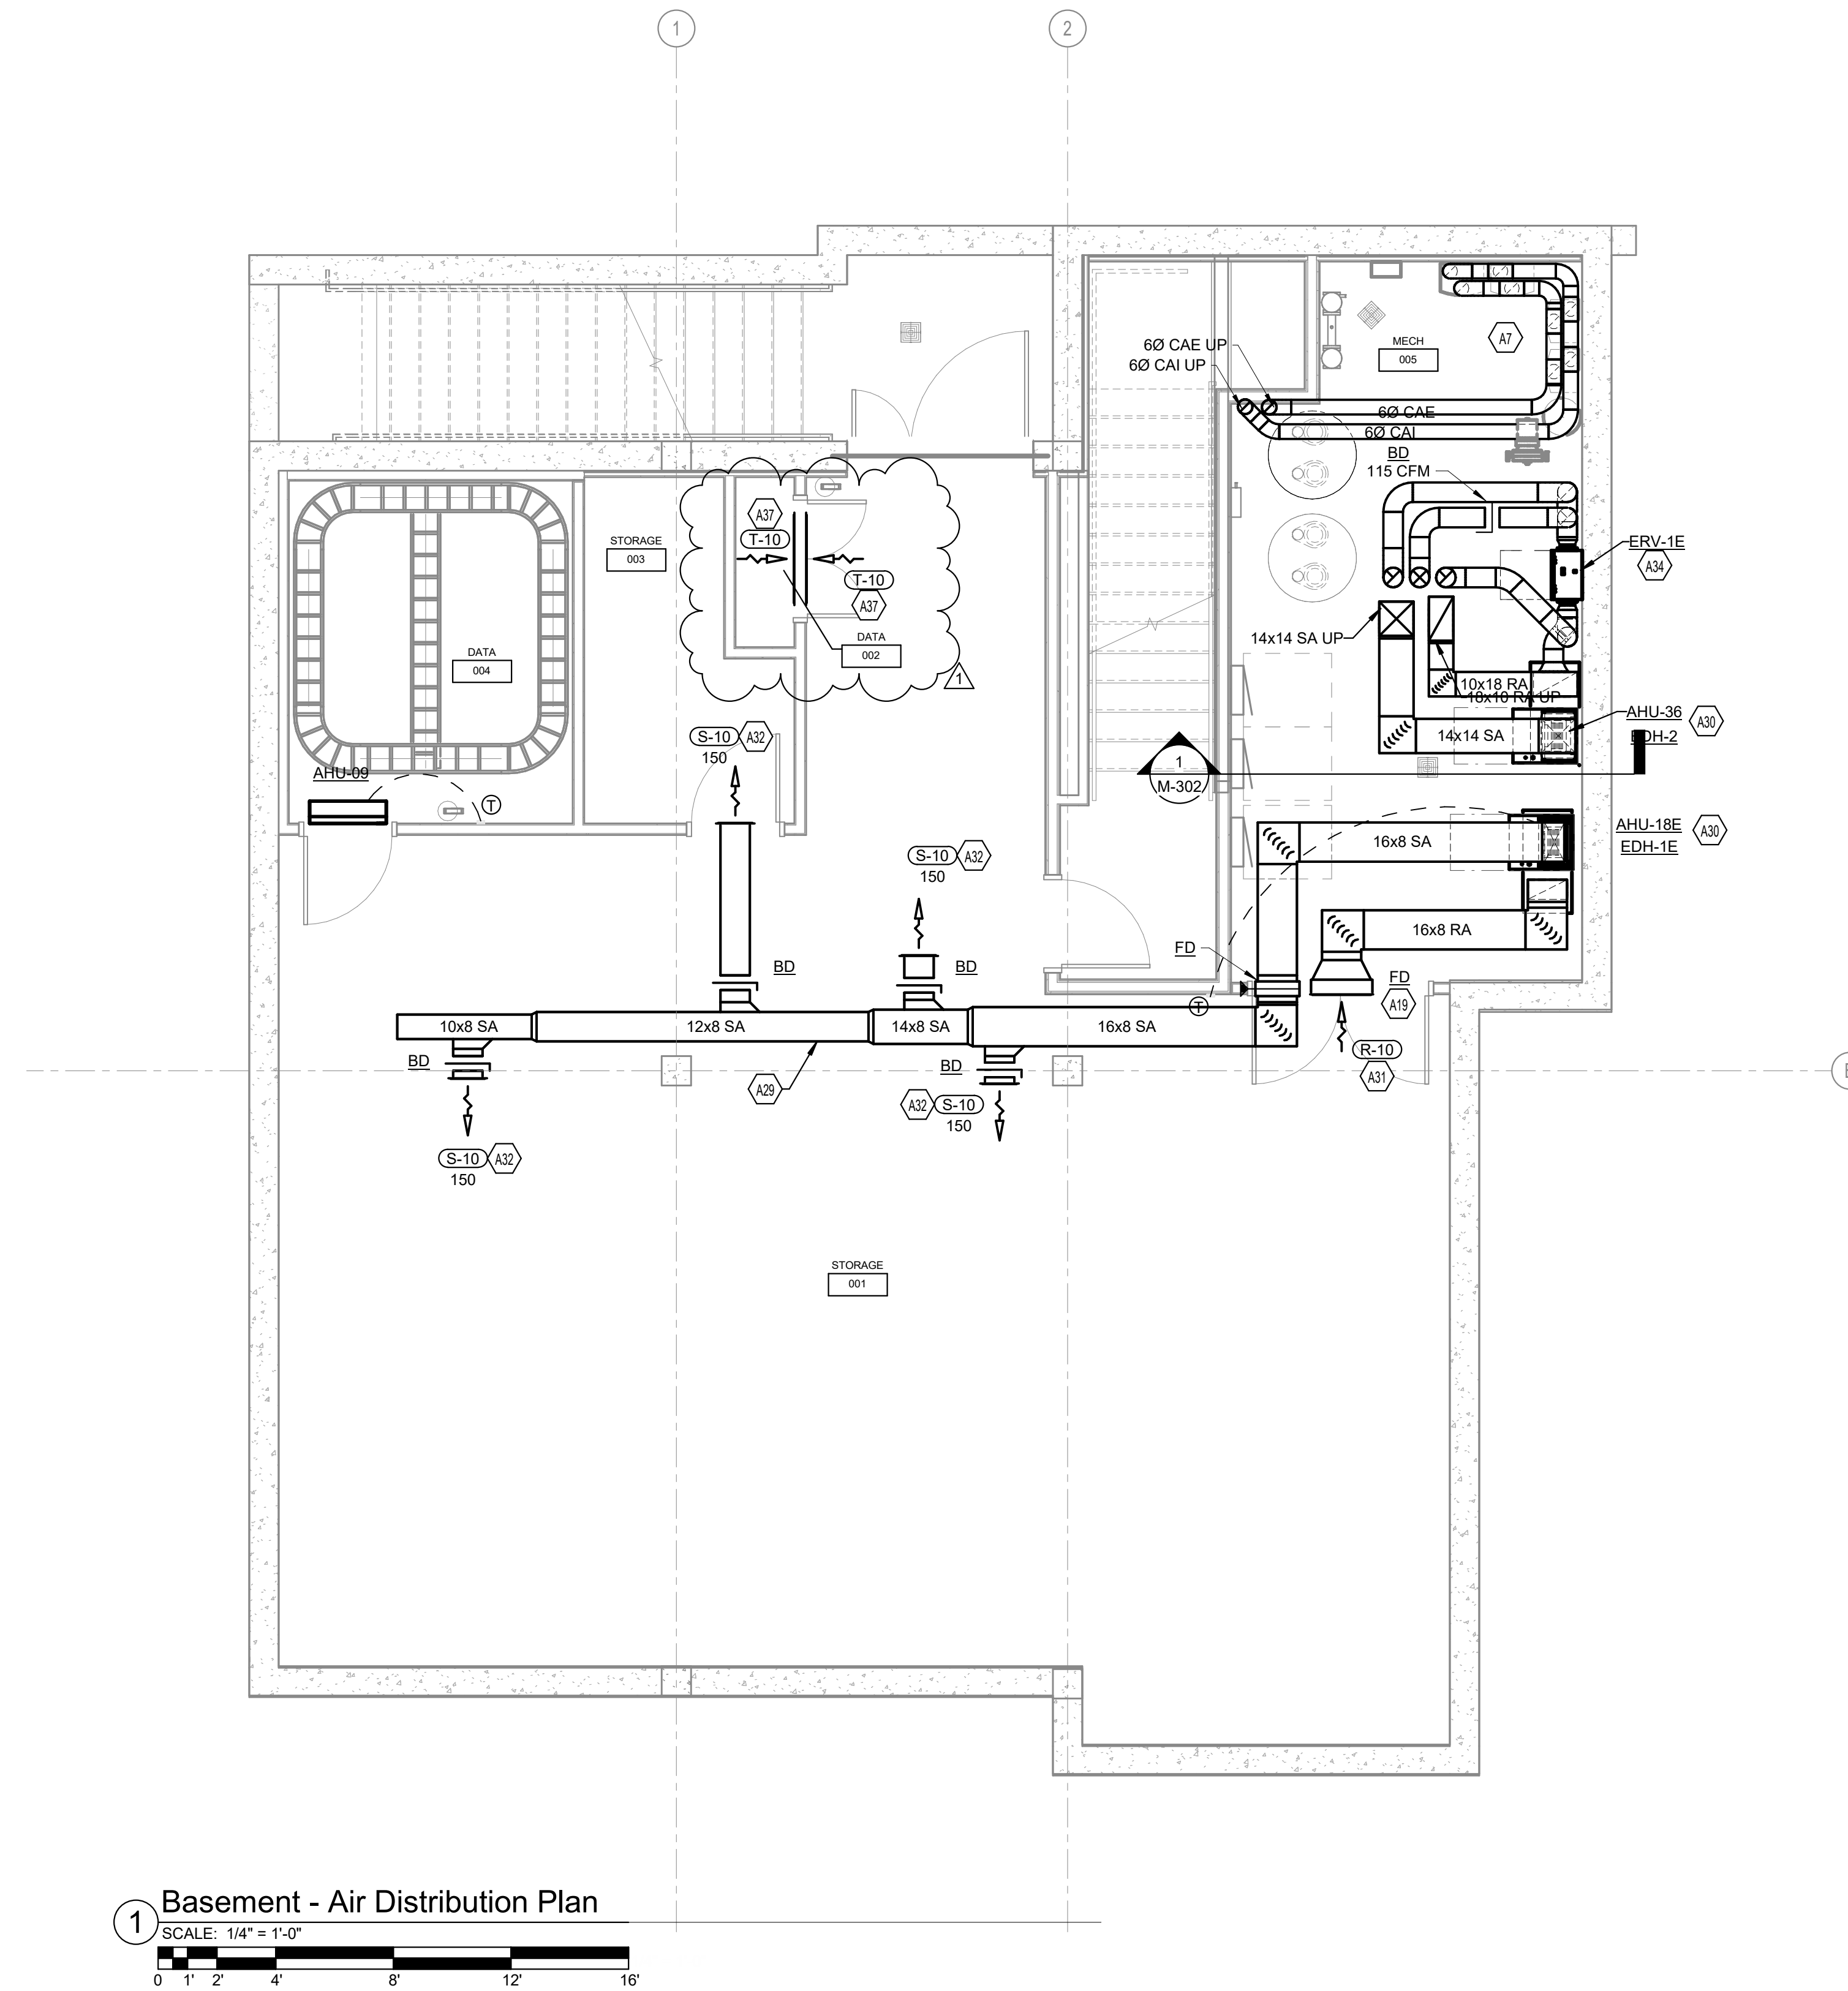 1
2
6Ø CAE UP
6Ø CAI UP
MECH
005
A7
6Ø CAE
6Ø CAI
BD
115 CFM
A37
T-10
STORAGE
003
T-10
A37
DATA
002
1
DATA
004
ERV-1E
A34
14x14 SA UP
10x18 RA
18x10 RA UP
AHU-36
A30
EDH-2
14x14 SA
S-10
A32
150
1
M-302
AHU-09
T
AHU-18E
A30
EDH-1E
16x8 SA
S-10
A32
150
16x8 RA
FD
BD
BD
FD
A19
T
10x8 SA
12x8 SA
14x8 SA
16x8 SA
BD
BD
R-10
A31
A29
A32
S-10
150
S-10
A32
150
STORAGE
001
1
Basement - Air Distribution Plan
SCALE: 1/4" = 1'-0"
0 1' 2' 4' 8' 12' 16'